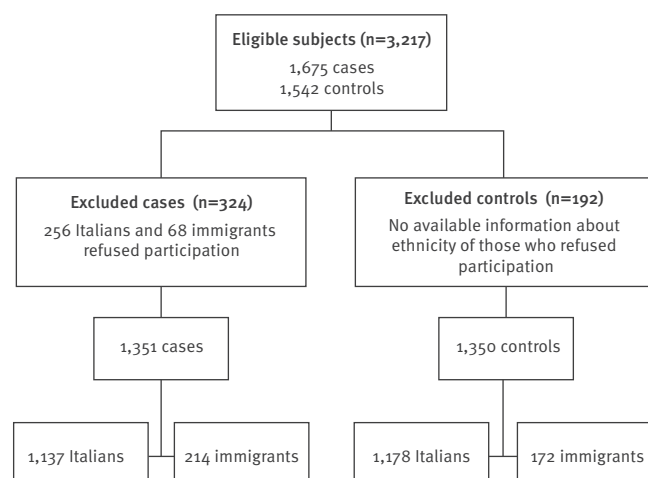 Eligible subjects (n=3,217)
1,675 cases
1,542 controls
Excluded cases (n=324)
256 Italians and 68 immigrants
refused participation
Excluded controls (n=192)
No available information about
ethnicity of those who refused
participation
1,351 cases
1,350 controls
1,137 Italians
214 immigrants
1,178 Italians
172 immigrants